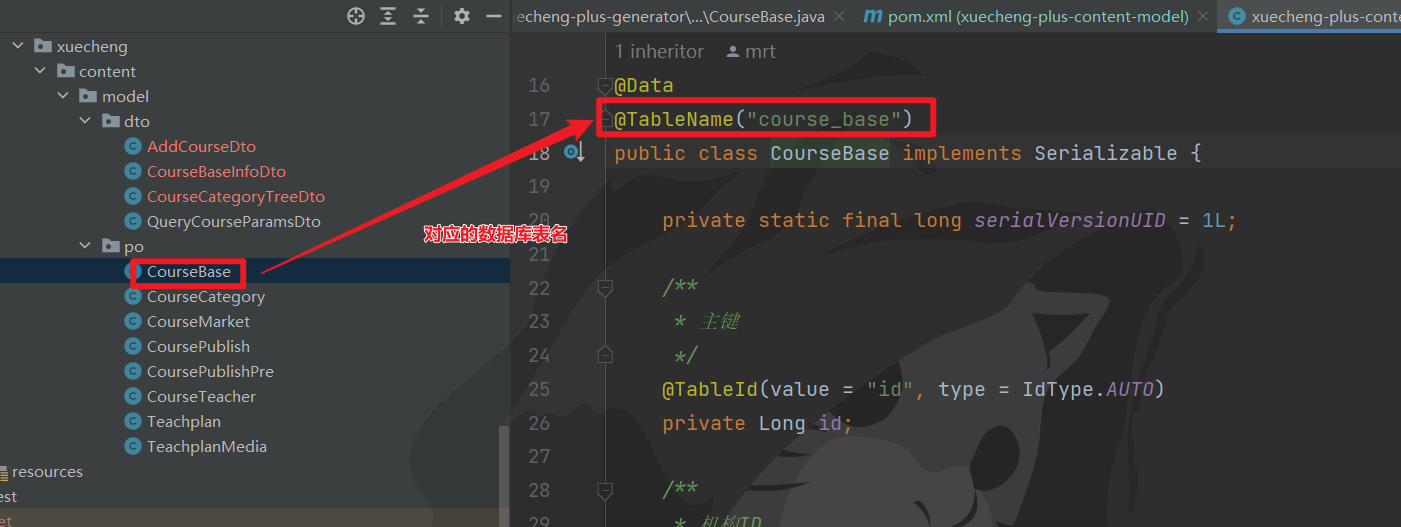 uecheng-plus-generator\...\CourseBase.java
pom.xml (xuecheng-plus-content-model)
xuecheng-plus-conte
xuecheng
content
model
dto
AddCourseDto
CourseBaseInfoDto
CourseCategoryTreeDto
QueryCourseParamsDto
po
CourseBase
CourseCategory
CourseMarket
CoursePublish
CoursePublishPre
CourseTeacher
Teachplan
TeachplanMedia
resources
est
et
对应的数据库表名
1 inheritor mrt
16 @Data
17 @TableName("course_base")
18 public class CourseBase implements Serializable {
19
20 private static final long serialVersionUID = 1L;
21
22 /**
23 * 主键
24 */
25 @TableId(value = "id", type = IdType.AUTO)
26 private Long id;
27
28 /**
29 * 机构ID